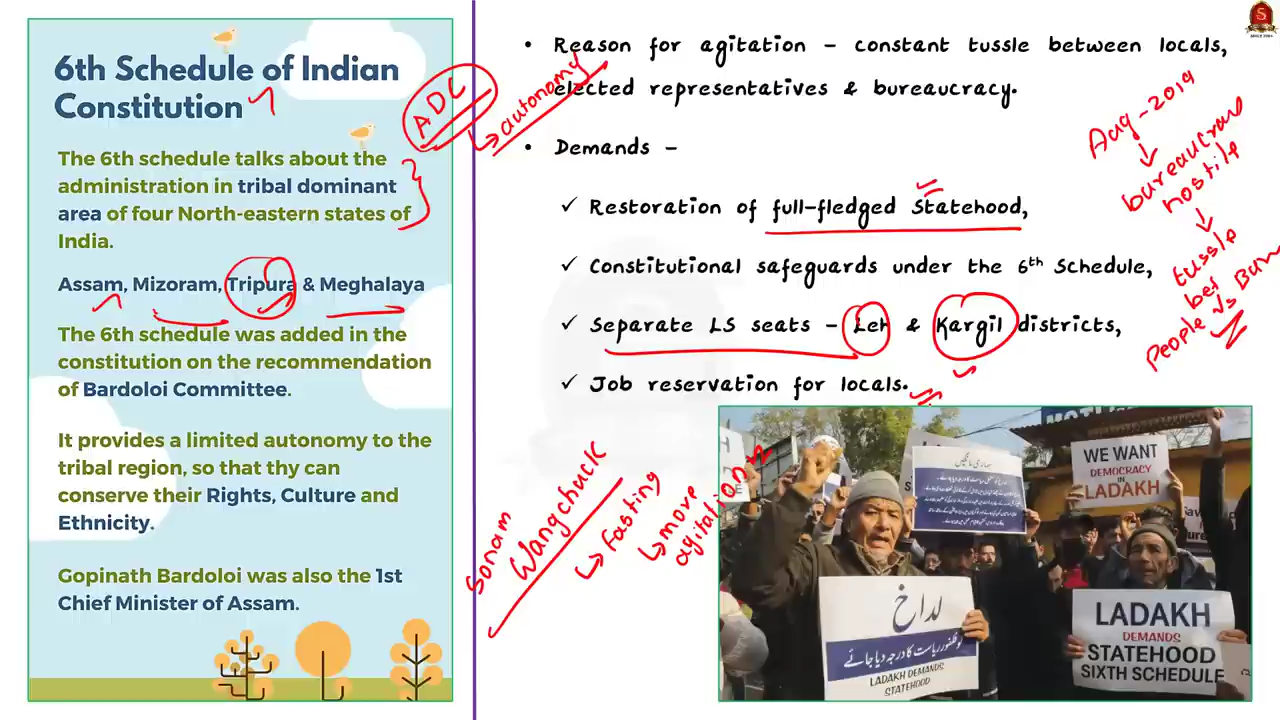 6th Schedule of Indian
Constitution
The 6th schedule talks about the
administration in tribal dominant
area of four North-eastern states of
India.
Assam, Mizoram, Tripura & Meghalaya
The 6th schedule was added in the
constitution on the recommendation
of Bardoloi Committee.
It provides a limited autonomy to the
tribal region, so that thy can
conserve their Rights, Culture and
Ethnicity.
Gopinath Bardoloi was also the 1st
Chief Minister of Assam.
ADC
autonomy
• Reason for agitation – constant tussle between locals,
elected representatives & bureaucracy.
• Demands –
✓ Restoration of full-fledged Statehood,
✓ Constitutional safeguards under the 6th Schedule,
✓ Separate LS seats – Leh & Kargil districts,
✓ Job reservation for locals.
Aug-2019
tussle
bet
People vs
Sonam
Wangchuck
Fasting
move
agitation
WE WANT
DEMOCRACY
IN
LADAKH
لداخ
LADAKH DEMANDS
STATEHOOD
LADAKH
DEMANDS
STATEHOOD
SIXTH SCHEDULE